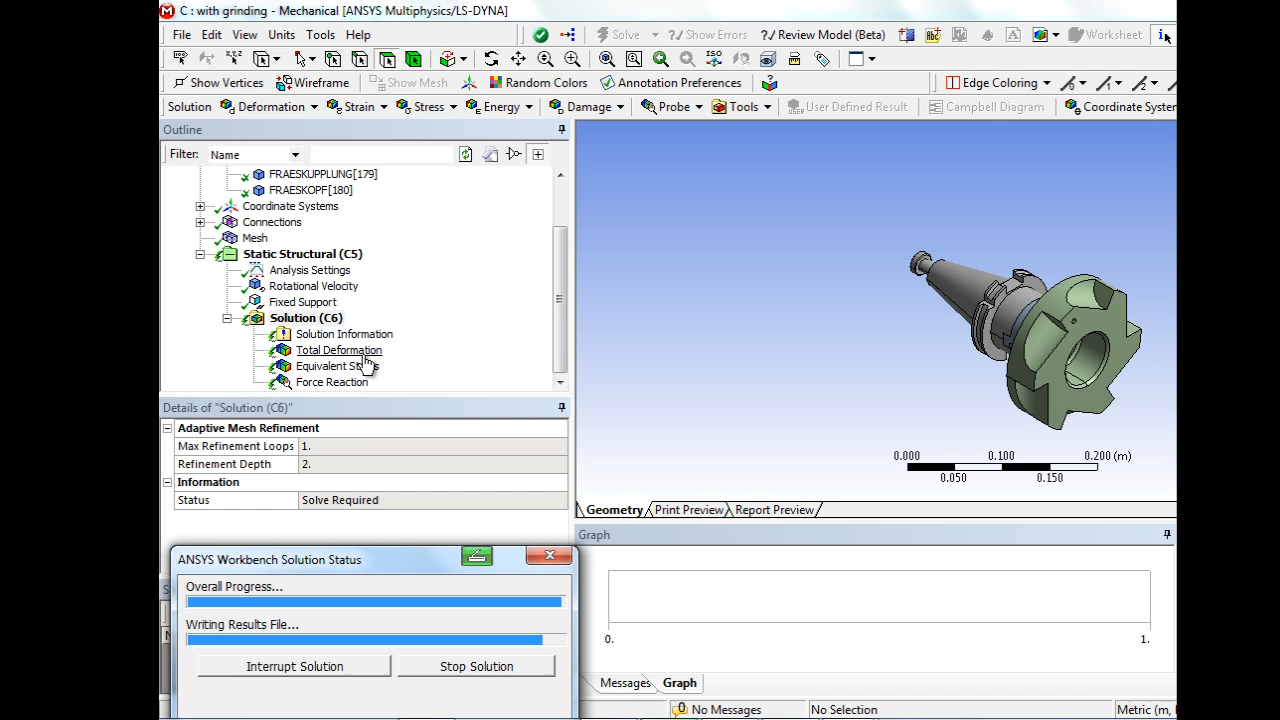 C : with grinding - Mechanical [ANSYS Multiphysics/LS-DYNA]
File Edit View Units Tools Help Solve ?/ Show Errors ?/ Review Model (Beta) Worksheet
Show Vertices Wireframe Show Mesh Random Colors Annotation Preferences Edge Coloring
Solution Deformation Strain Stress Energy Damage Probe Tools User Defined Result Campbell Diagram Coordinate System
Outline
Filter: Name
FRAESKUPPLUNG[179]
FRAESKOPF[180]
Coordinate Systems
Connections
Mesh
Static Structural (C5)
Analysis Settings
Rotational Velocity
Fixed Support
Solution (C6)
Solution Information
Total Deformation
Equivalent
Force Reaction
Details of "Solution (C6)"
Adaptive Mesh Refinement
Max Refinement Loops 1.
Refinement Depth 2.
Information
Status Solve Required
0.000 0.100 0.200 (m)
0.050 0.150
Geometry Print Preview Report Preview
Graph
0. 1.
Messages Graph
ANSYS Workbench Solution Status
Overall Progress...
Writing Results File...
Interrupt Solution Stop Solution
0 No Messages No Selection Metric (m,